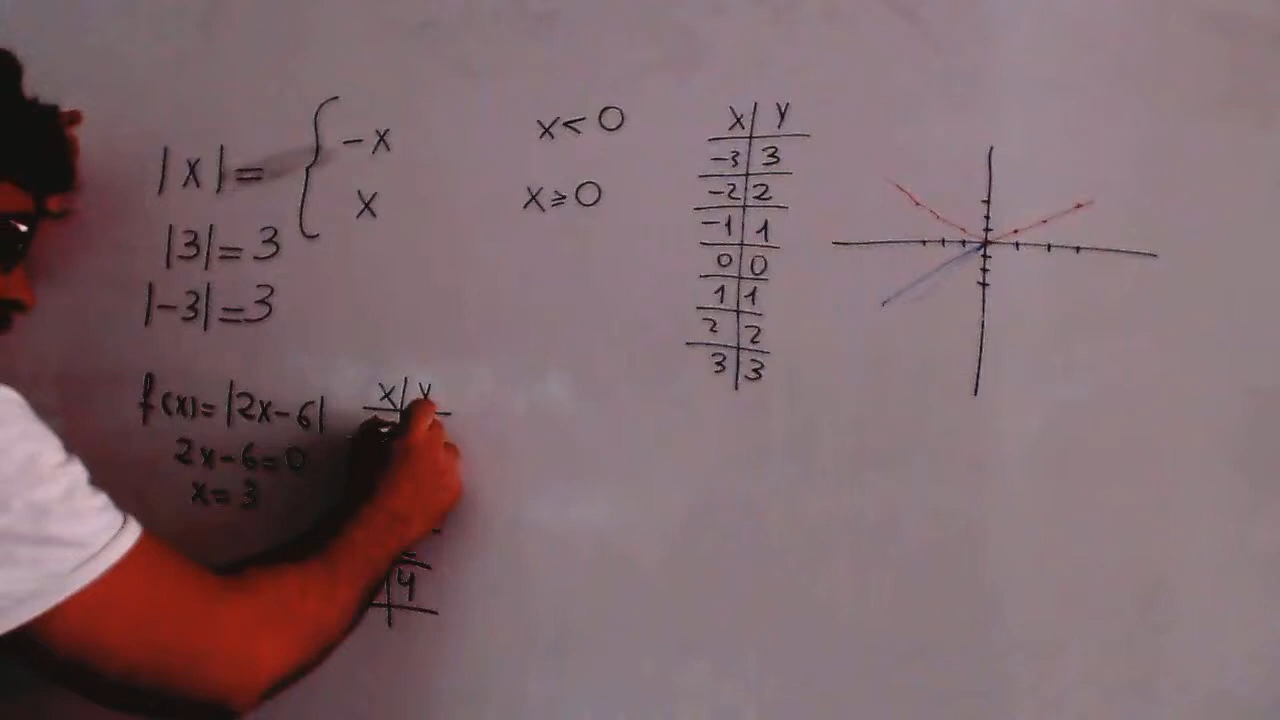 |x|= { -x x<0
x x≥0
|3|=3
|-3|=3
f(x)=|2x-6|
2x-6=0
x=3
x y
4
x y
-3 3
-2 2
-1 1
0 0
1 1
2 2
3 3